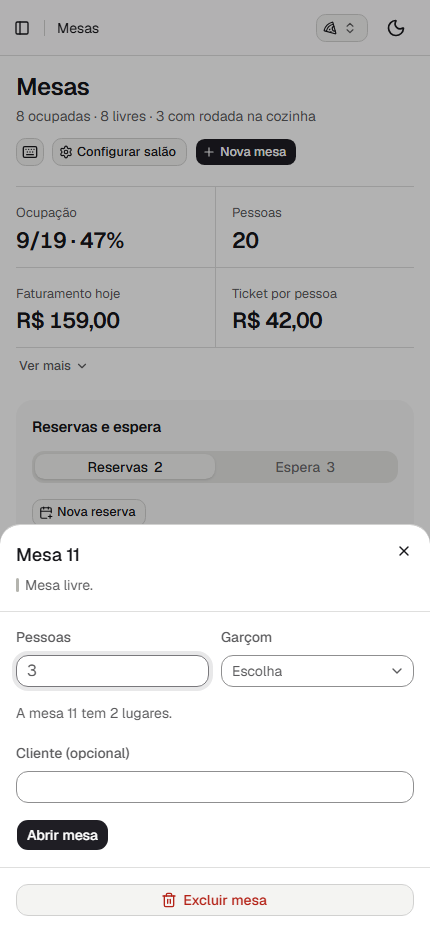 Mesas
Mesas
8 ocupadas · 8 livres · 3 com rodada na cozinha
Configurar salão
Nova mesa
Ocupação
Pessoas
9/19 · 47%
20
Faturamento hoje
Ticket por pessoa
R$ 159,00
R$ 42,00
Ver mais
Reservas e espera
Reservas 2
Espera 3
Nova reserva
Mesa 11
Mesa livre.
Pessoas
Garçom
3
Escolha
A mesa 11 tem 2 lugares.
Cliente (opcional)
Abrir mesa
Excluir mesa